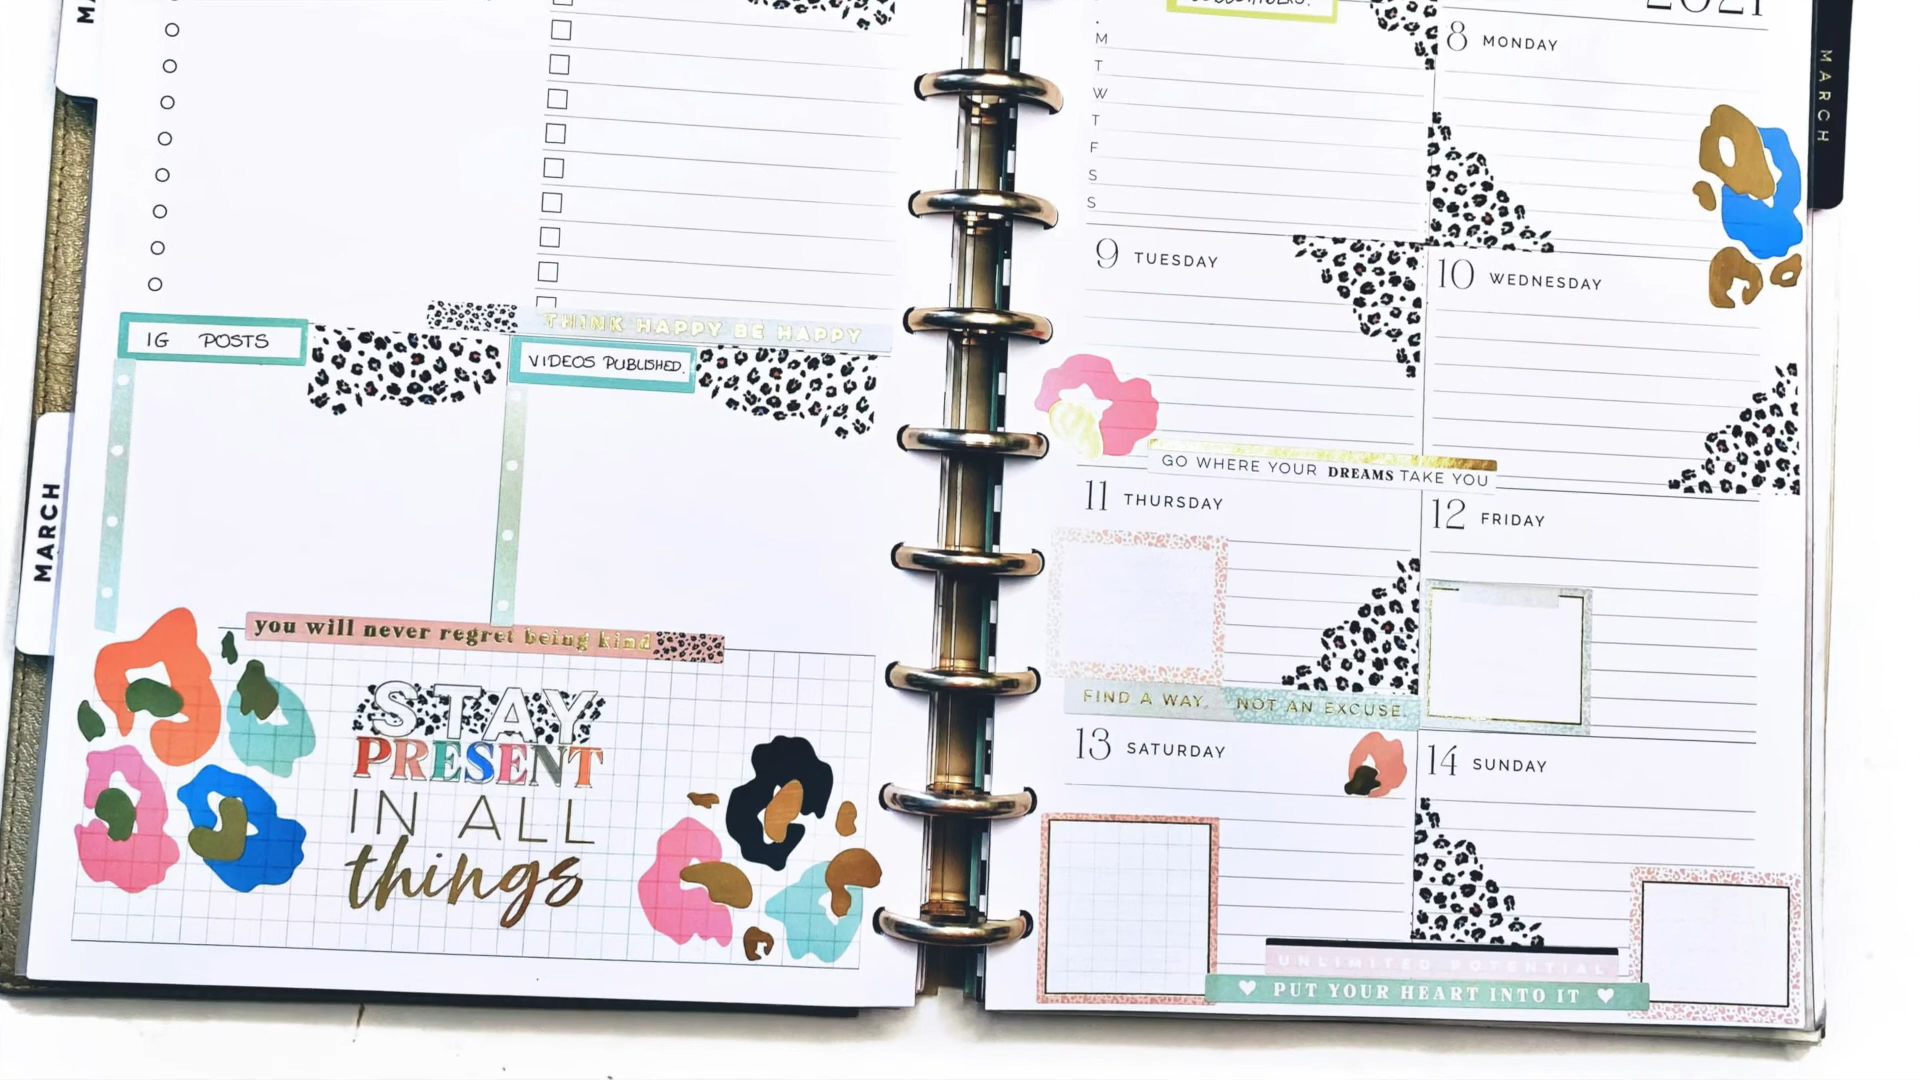 MARCH
THINK HAPPY BE HAPPY
IG POSTS
VIDEOS PUBLISHED.
you will never regret being kind
STAY
PRESENT
IN ALL
things
2021
M
T
W
T
F
S
S
8 MONDAY
MARCH
9 TUESDAY
10 WEDNESDAY
GO WHERE YOUR DREAMS TAKE YOU
11 THURSDAY
12 FRIDAY
FIND A WAY. NOT AN EXCUSE.
13 SATURDAY
14 SUNDAY
UNLIMITED POTENTIAL
PUT YOUR HEART INTO IT